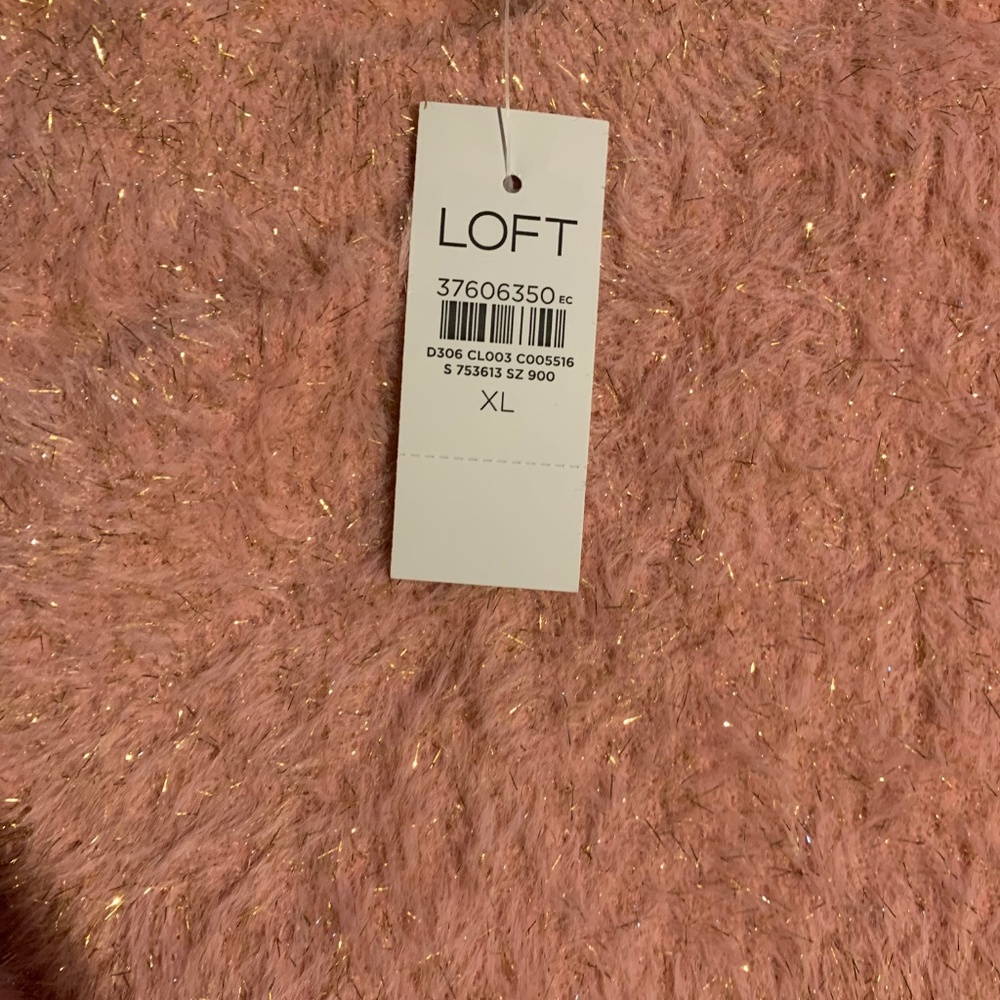 LOFT
37606350 EC
D306 CL003 C005516
S 753613 SZ 900
XL